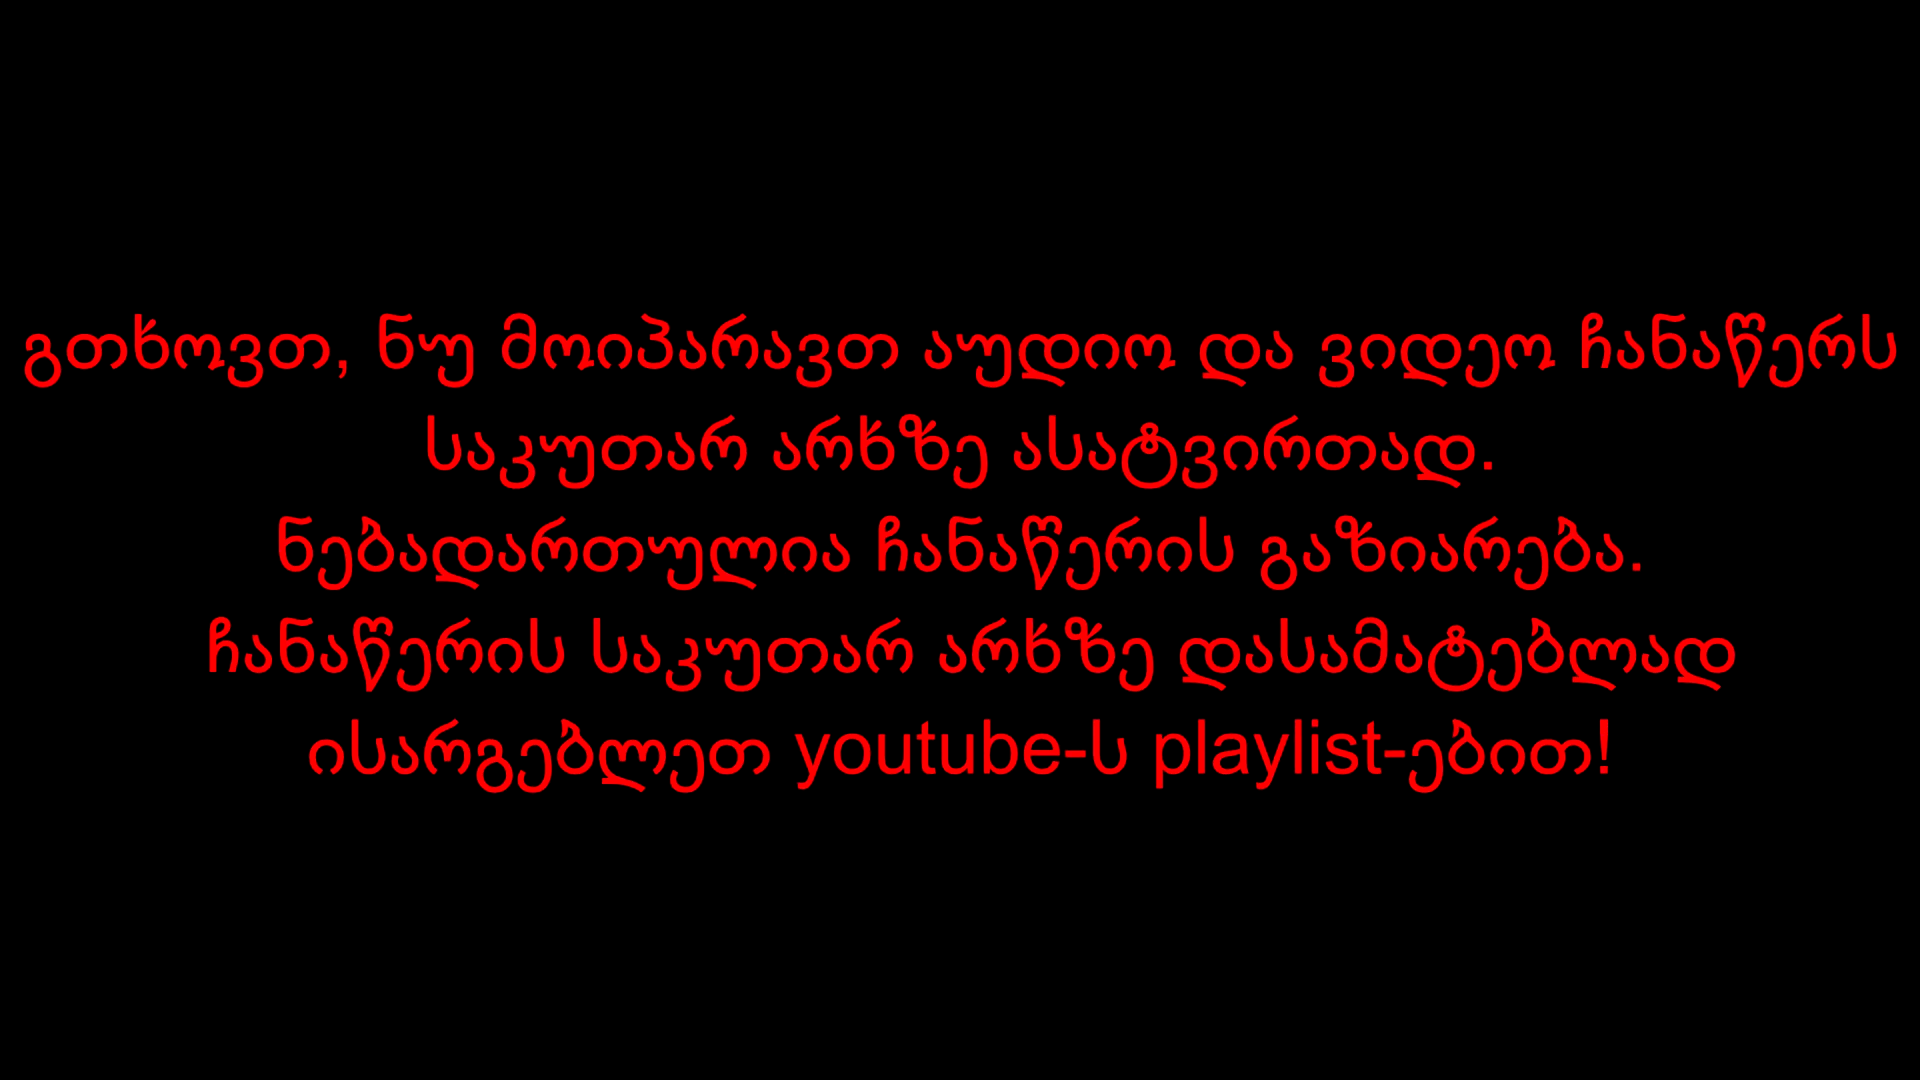 გთხოვთ, ნუ მოიპარავთ აუდიო და ვიდეო ჩანაწერს
საკუთარ არხზე ასატვირთად.
ნებადართულია ჩანაწერის გაზიარება.
ჩანაწერის საკუთარ არხზე დასამატებლად
ისარგებლეთ youtube-ს playlist-ებით!